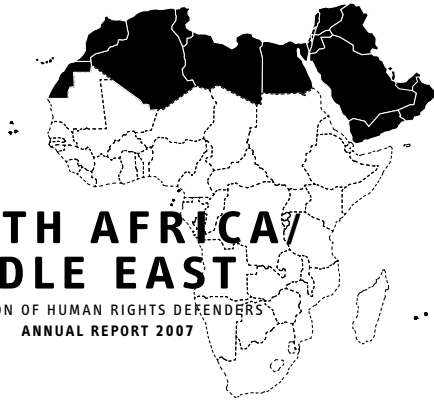 TH AFRICA/
DLE EAST
ON OF HUMAN RIGHTS DEFENDERS
ANNUAL REPORT 2007